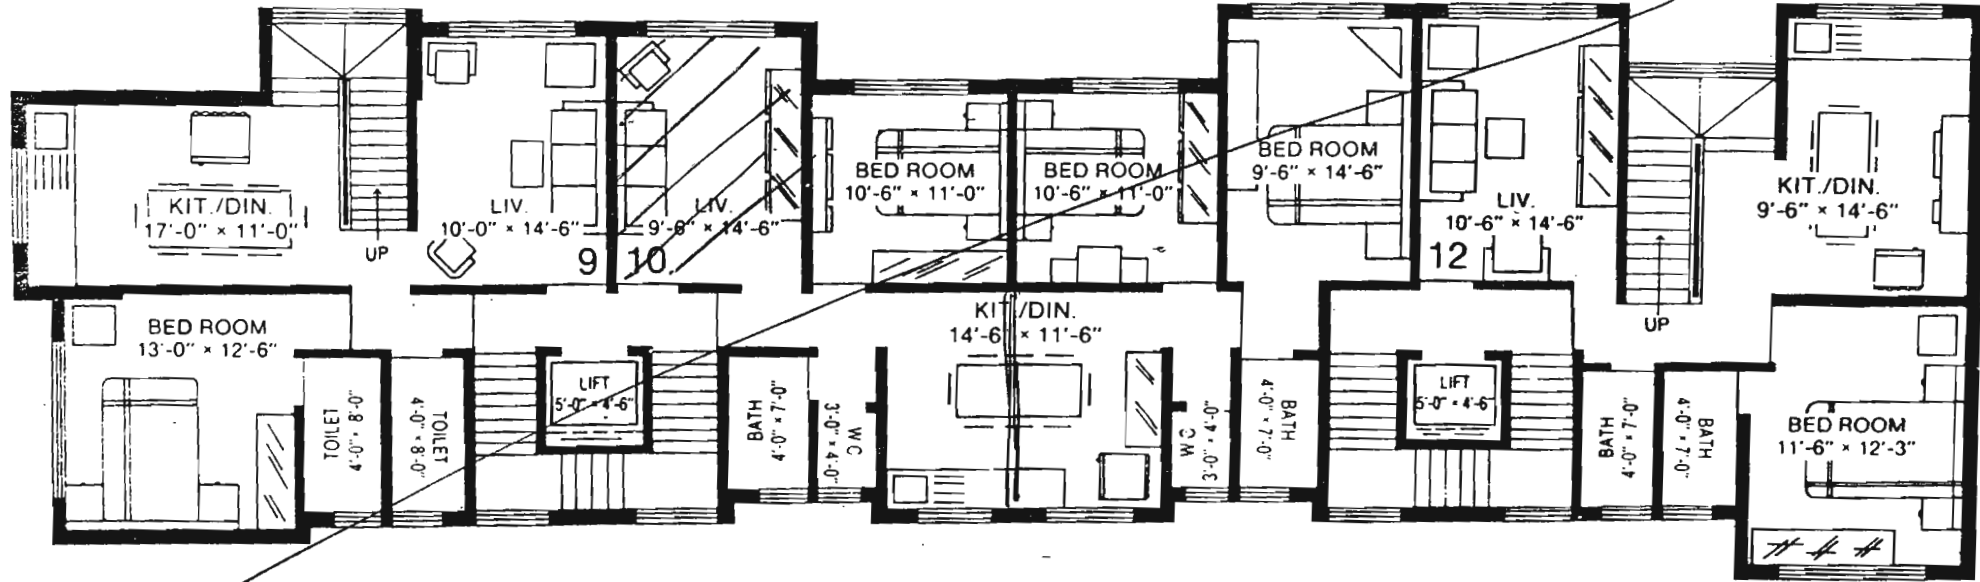 KIT./DIN.
17'-0" × 11'-0"
UP
LIV.
10'-0" × 14'-6"
9
LIV.
9'-6" × 14'-6"
10
BED ROOM
10'-6" × 11'-0"
BED ROOM
10'-6" × 11'-0"
BED ROOM
9'-6" × 14'-6"
LIV.
10'-6" × 14'-6"
12
UP
KIT./DIN.
9'-6" × 14'-6"
BED ROOM
13'-0" × 12'-6"
TOILET
4'-0" × 8'-0"
TOILET
4'-0" × 8'-0"
LIFT
5'-0" × 4'-6"
BATH
4'-0" × 7'-0"
WC
3'-0" × 4'-0"
KIT./DIN.
14'-6" × 11'-6"
WC
3'-0" × 4'-0"
BATH
4'-0" × 7'-0"
LIFT
5'-0" × 4'-6"
BATH
4'-0" × 7'-0"
BATH
4'-0" × 7'-0"
BED ROOM
11'-6" × 12'-3"